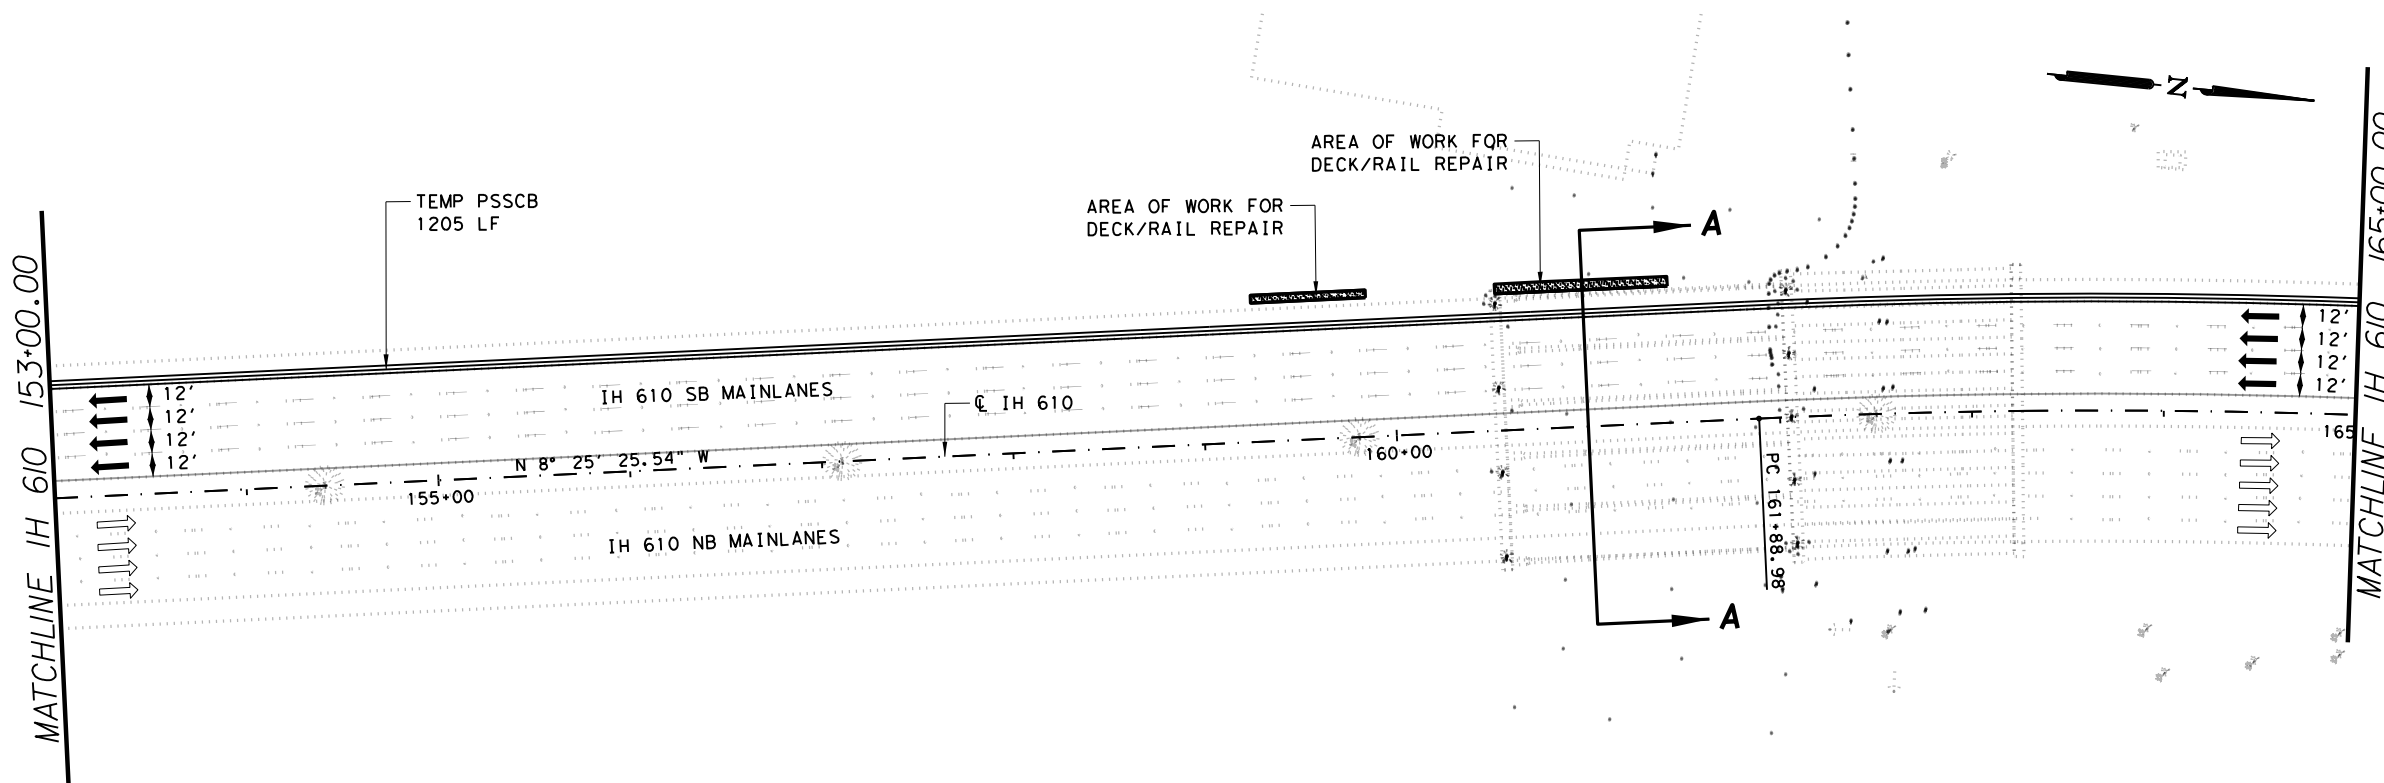 N
AREA OF WORK FOR
DECK/RAIL REPAIR
TEMP PSSCB
1205 LF
AREA OF WORK FOR
DECK/RAIL REPAIR
A
MATCHLINE IH 610 153+00.00
MATCHLINE IH 610 165+00.00
12'
12'
12'
12'
12'
12'
12'
12'
IH 610 SB MAINLANES
℄ IH 610
N 8° 25' 25.54" W
155+00
160+00
165
PC 161+88.98
IH 610 NB MAINLANES
A